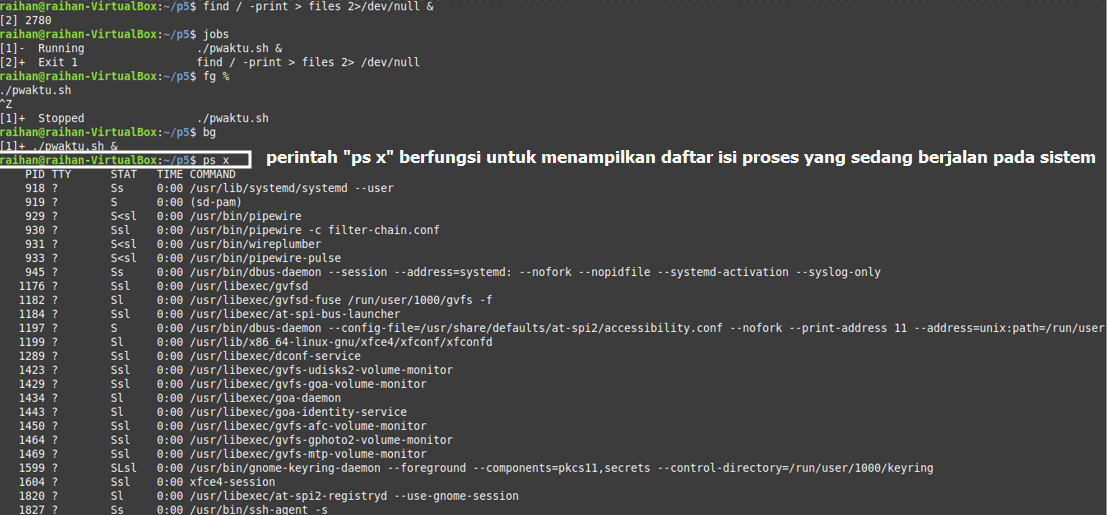 raihan@raihan-VirtualBox:~/p5$ find / -print > files 2>/dev/null &
[2] 2780
raihan@raihan-VirtualBox:~/p5$ jobs
[1]-  Running                 ./pwaktu.sh &
[2]+  Exit 1                  find / -print > files 2> /dev/null
raihan@raihan-VirtualBox:~/p5$ fg %
./pwaktu.sh
^Z
[1]+  Stopped                 ./pwaktu.sh
raihan@raihan-VirtualBox:~/p5$ bg
[1]+ ./pwaktu.sh &
raihan@raihan-VirtualBox:~/p5$ ps x
perintah "ps x" berfungsi untuk menampilkan daftar isi proses yang sedang berjalan pada sistem
    PID TTY      STAT   TIME COMMAND
    918 ?        Ss     0:00 /usr/lib/systemd/systemd --user
    919 ?        S      0:00 (sd-pam)
    929 ?        S<sl   0:00 /usr/bin/pipewire
    930 ?        Ssl    0:00 /usr/bin/pipewire -c filter-chain.conf
    931 ?        S<sl   0:00 /usr/bin/wireplumber
    933 ?        S<sl   0:00 /usr/bin/pipewire-pulse
    945 ?        Ss     0:00 /usr/bin/dbus-daemon --session --address=systemd: --nofork --nopidfile --systemd-activation --syslog-only
   1176 ?        Ssl    0:00 /usr/libexec/gvfsd
   1182 ?        Sl     0:00 /usr/libexec/gvfsd-fuse /run/user/1000/gvfs -f
   1184 ?        Ssl    0:00 /usr/libexec/at-spi-bus-launcher
   1197 ?        S      0:00 /usr/bin/dbus-daemon --config-file=/usr/share/defaults/at-spi2/accessibility.conf --nofork --print-address 11 --address=unix:path=/run/user
   1199 ?        Sl     0:00 /usr/lib/x86_64-linux-gnu/xfce4/xfconf/xfconfd
   1289 ?        Ssl    0:00 /usr/libexec/dconf-service
   1423 ?        Ssl    0:00 /usr/libexec/gvfs-udisks2-volume-monitor
   1429 ?        Ssl    0:00 /usr/libexec/gvfs-goa-volume-monitor
   1434 ?        Sl     0:00 /usr/libexec/goa-daemon
   1443 ?        Sl     0:00 /usr/libexec/goa-identity-service
   1450 ?        Ssl    0:00 /usr/libexec/gvfs-afc-volume-monitor
   1464 ?        Ssl    0:00 /usr/libexec/gvfs-gphoto2-volume-monitor
   1469 ?        Ssl    0:00 /usr/libexec/gvfs-mtp-volume-monitor
   1599 ?        SLsl   0:00 /usr/bin/gnome-keyring-daemon --foreground --components=pkcs11,secrets --control-directory=/run/user/1000/keyring
   1604 ?        Ssl    0:00 xfce4-session
   1820 ?        Sl     0:00 /usr/libexec/at-spi2-registryd --use-gnome-session
   1827 ?        Ss     0:00 /usr/bin/ssh-agent -s